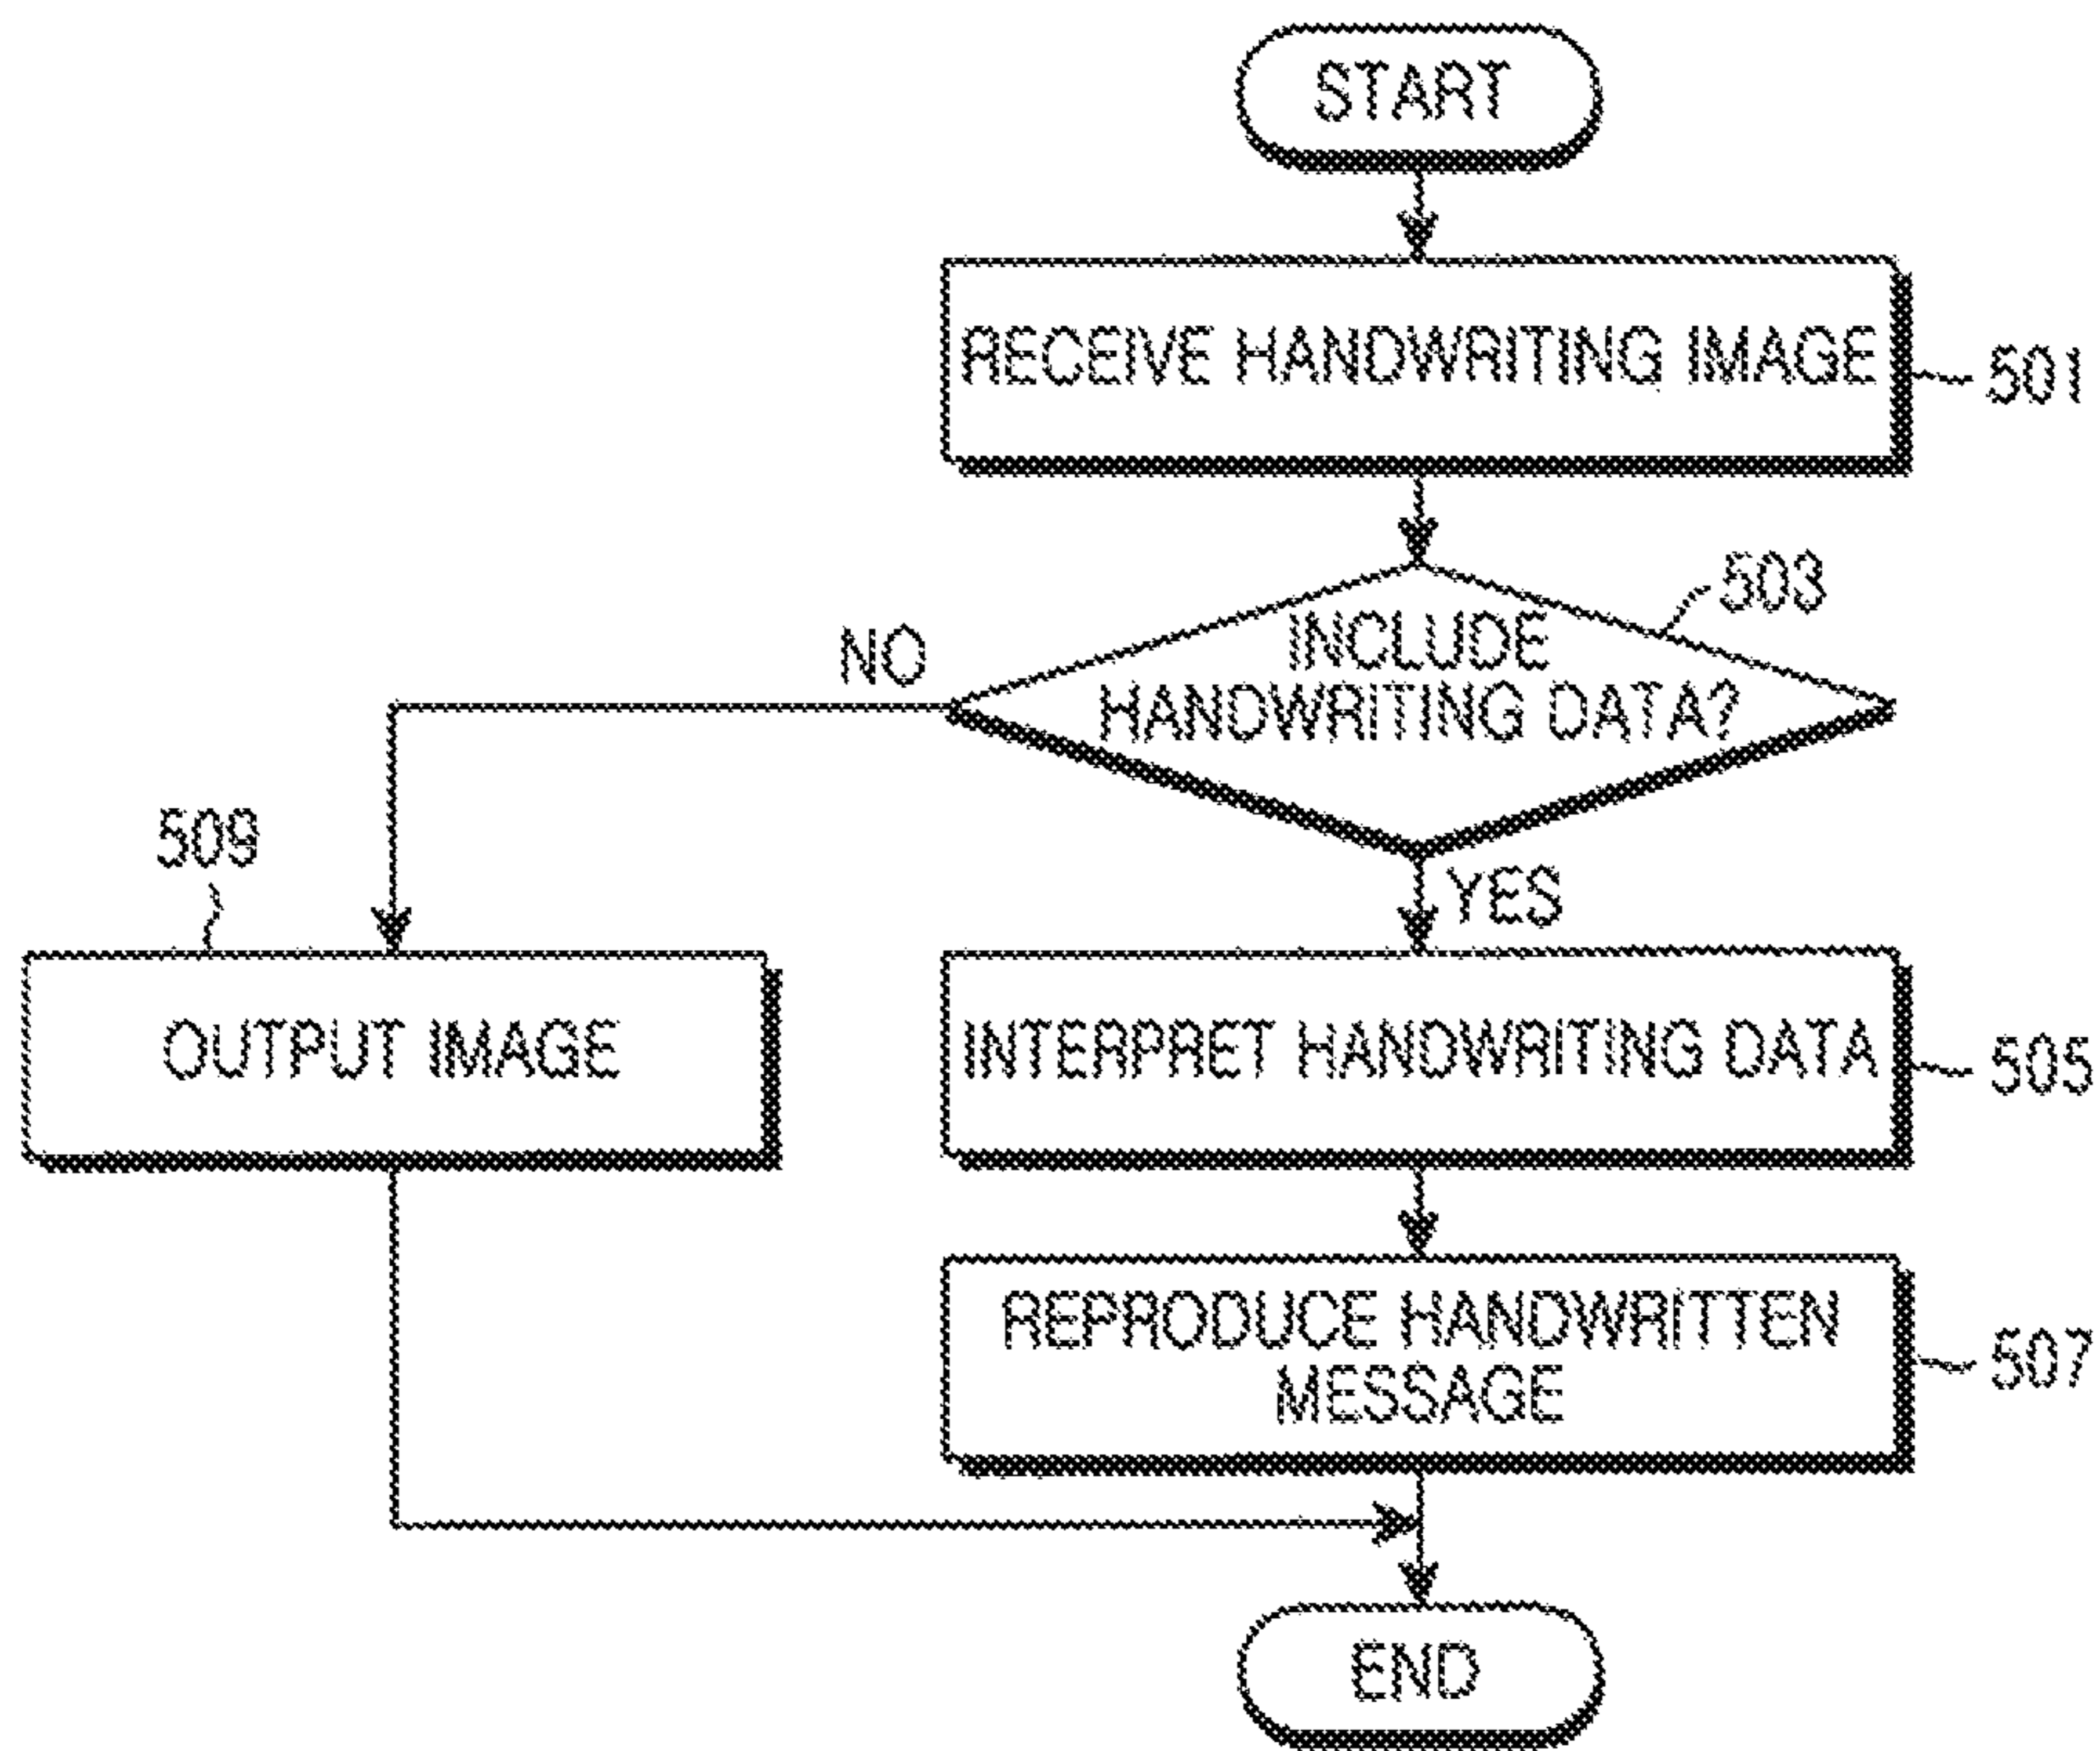 START
RECEIVE HANDWRITING IMAGE
501
503
INCLUDE
HANDWRITING DATA?
NO
YES
509
OUTPUT IMAGE
INTERPRET HANDWRITING DATA
505
REPRODUCE HANDWRITTEN
MESSAGE
507
END